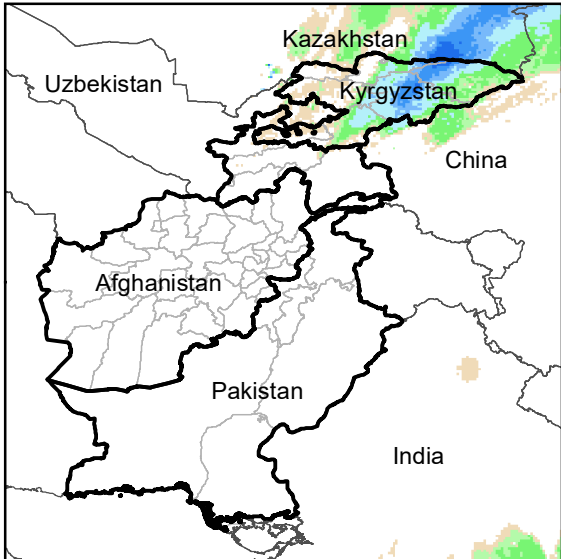 Kazakhstan
Uzbekistan
Kyrgyzstan
China
Afghanistan
Pakistan
India